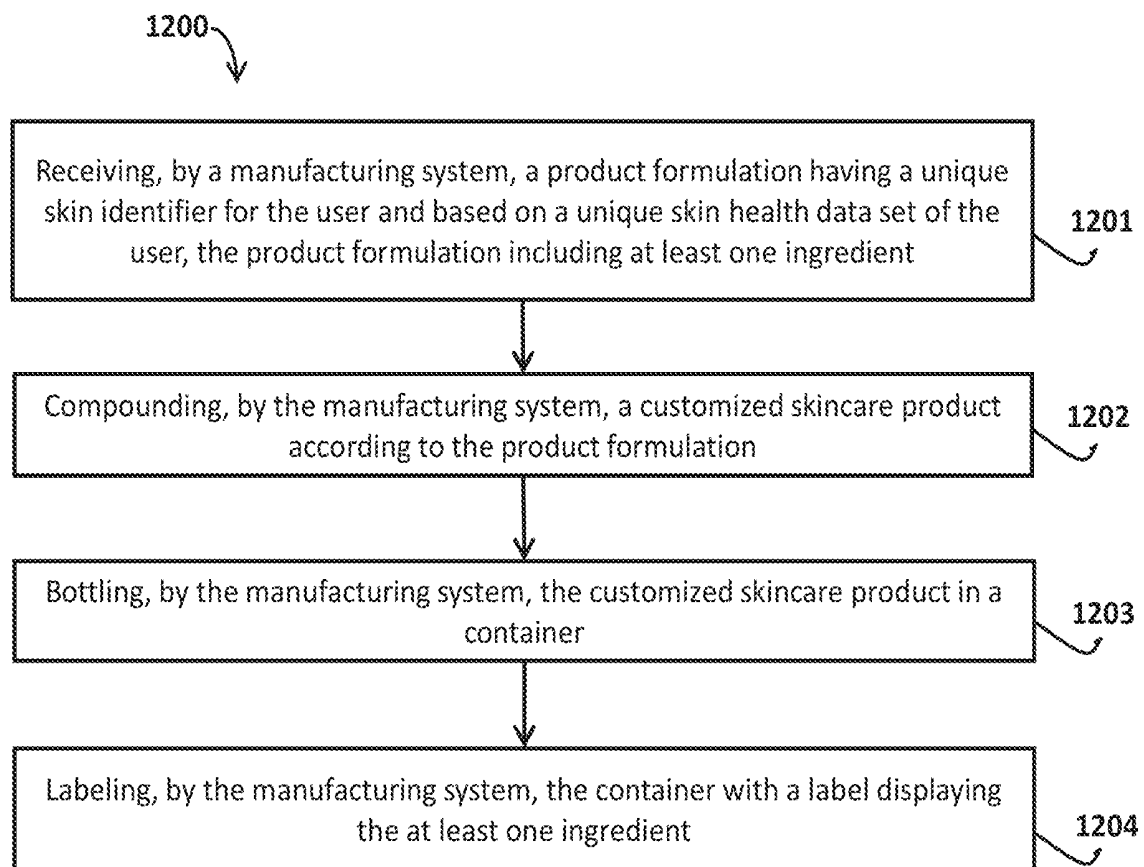 1200
Receiving, by a manufacturing system, a product formulation having a unique
skin identifier for the user and based on a unique skin health data set of the
user, the product formulation including at least one ingredient
1201
Compounding, by the manufacturing system, a customized skincare product
according to the product formulation
1202
Bottling, by the manufacturing system, the customized skincare product in a
container
1203
Labeling, by the manufacturing system, the container with a label displaying
the at least one ingredient
1204